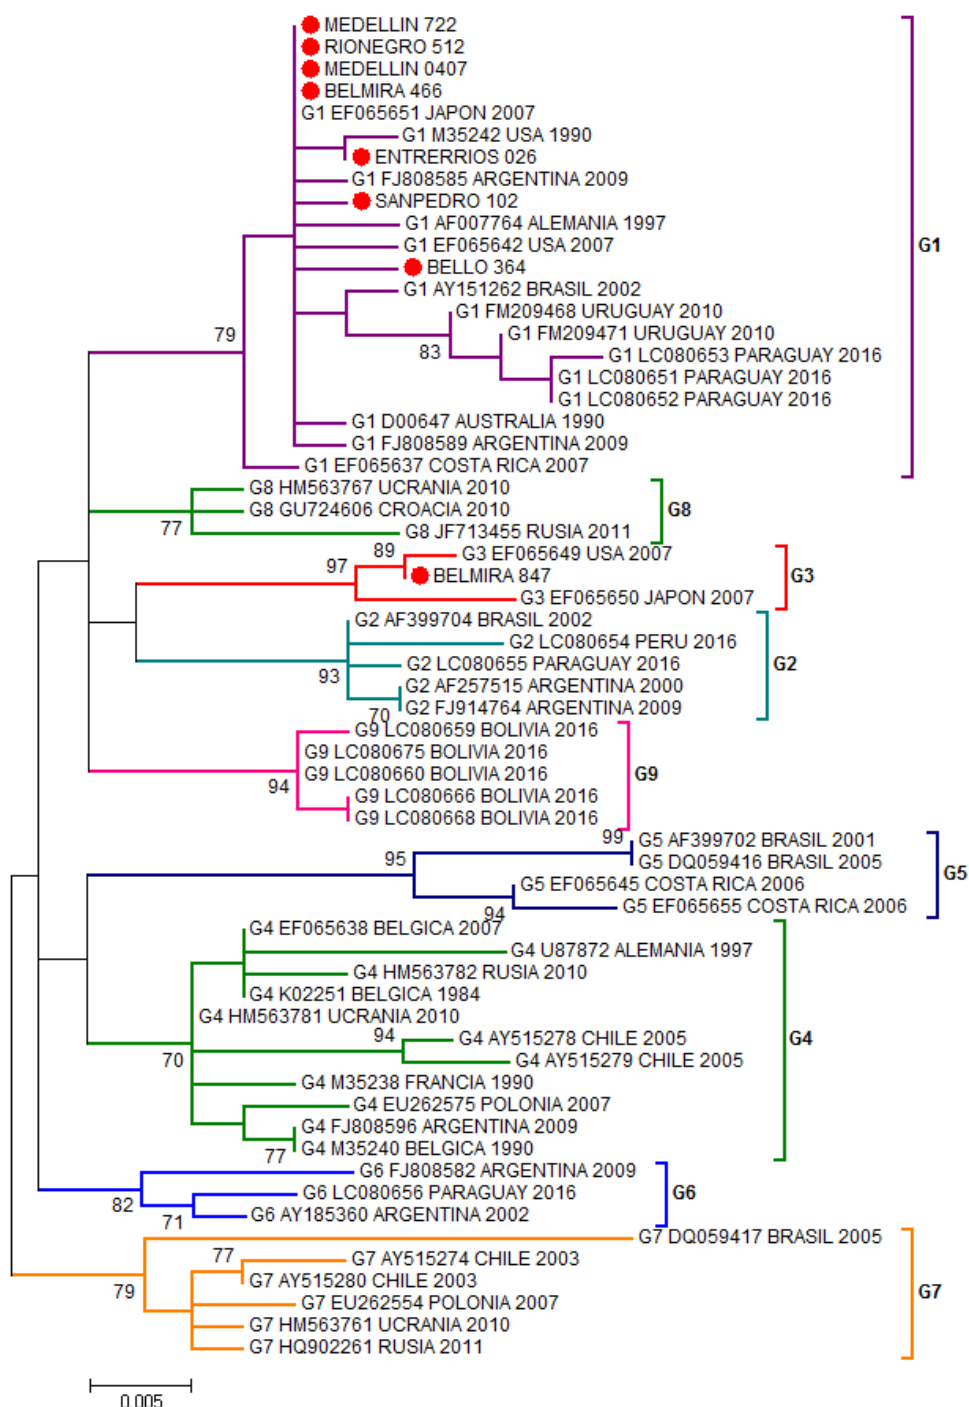 MEDELLIN 722
RIONEGRO 512
MEDELLIN 0407
BELMIRA 466
G1 EF065651 JAPON 2007
G1 M35242 USA 1990
ENTRERRIOS 026
G1 FJ808585 ARGENTINA 2009
SANPEDRO 102
G1 AF007764 ALEMANIA 1997
G1 EF065642 USA 2007
G1
BELLO 364
G1 AY151262 BRASIL 2002
G1 FM209468 URUGUAY 2010
79
G1 FM209471 URUGUAY 2010
83
G1 LC080653 PARAGUAY 2016
G1 LC080651 PARAGUAY 2016
G1 LC080652 PARAGUAY 2016
G1 D00647 AUSTRALIA 1990
G1 FJ808589 ARGENTINA 2009
G1 EF065637 COSTA RICA 2007
G8 HM563767 UCRANIA 2010
G8 GU724606 CROACIA 2010
G8
77
G8 JF713455 RUSIA 2011
89
G3 EF065649 USA 2007
97
BELMIRA 847
G3
G3 EF065650 JAPON 2007
G2 AF399704 BRASIL 2002
G2 LC080654 PERU 2016
G2 LC080655 PARAGUAY 2016
G2
93
G2 AF257515 ARGENTINA 2000
G2 FJ914764 ARGENTINA 2009
70
G9 LC080659 BOLIVIA 2016
G9 LC080675 BOLIVIA 2016
G9 LC080660 BOLIVIA 2016
G9
94
G9 LC080666 BOLIVIA 2016
G9 LC080668 BOLIVIA 2016
99
G5 AF399702 BRASIL 2001
95
G5 DQ059416 BRASIL 2005
G5
G5 EF065645 COSTA RICA 2006
94
G5 EF065655 COSTA RICA 2006
G4 EF065638 BELGICA 2007
G4 U87872 ALEMANIA 1997
G4 HM563782 RUSIA 2010
G4 K02251 BELGICA 1984
G4 HM563781 UCRANIA 2010
94
G4 AY515278 CHILE 2005
G4
70
G4 AY515279 CHILE 2005
G4 M35238 FRANCIA 1990
G4 EU262575 POLONIA 2007
G4 FJ808596 ARGENTINA 2009
77
G4 M35240 BELGICA 1990
G6 FJ808582 ARGENTINA 2009
82
G6 LC080656 PARAGUAY 2016
G6
71
G6 AY185360 ARGENTINA 2002
G7 DQ059417 BRASIL 2005
77
G7 AY515274 CHILE 2003
G7 AY515280 CHILE 2003
79
G7
G7 EU262554 POLONIA 2007
G7 HM563761 UCRANIA 2010
G7 HQ902261 RUSIA 2011
0.005